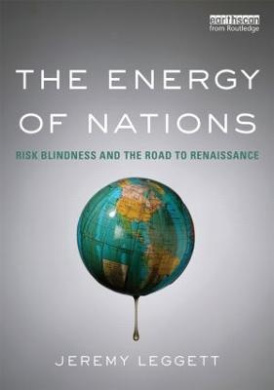 earthscan
from Routledge
THE ENERGY
OF NATIONS
RISK BLINDNESS AND THE ROAD TO RENAISSANCE
JEREMY LEGGETT